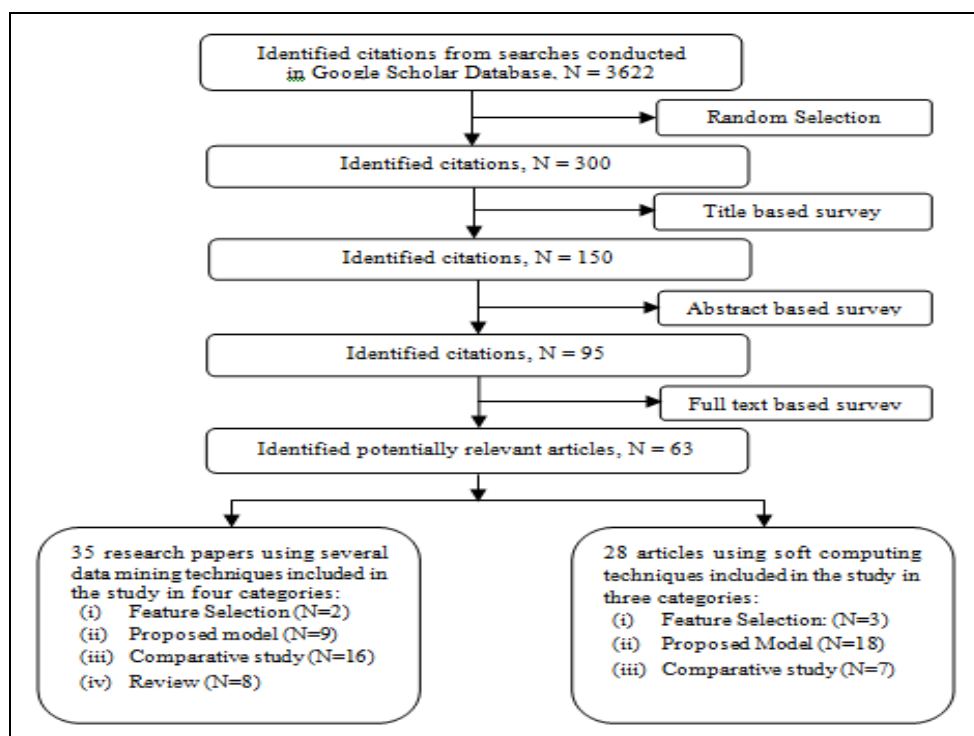 Identified citations from searches conducted
in Google Scholar Database, N = 3622
Random Selection
Identified citations, N = 300
Title based survey
Identified citations, N = 150
Abstract based survey
Identified citations, N = 95
Full text based survey
Identified potentially relevant articles, N = 63
35 research papers using several
data mining techniques included in
the study in four categories:
(i) Feature Selection (N=2)
(ii) Proposed model (N=9)
(iii) Comparative study (N=16)
(iv) Review (N=8)
28 articles using soft computing
techniques included in the study in
three categories:
(i) Feature Selection: (N=3)
(ii) Proposed Model (N=18)
(iii) Comparative study (N=7)